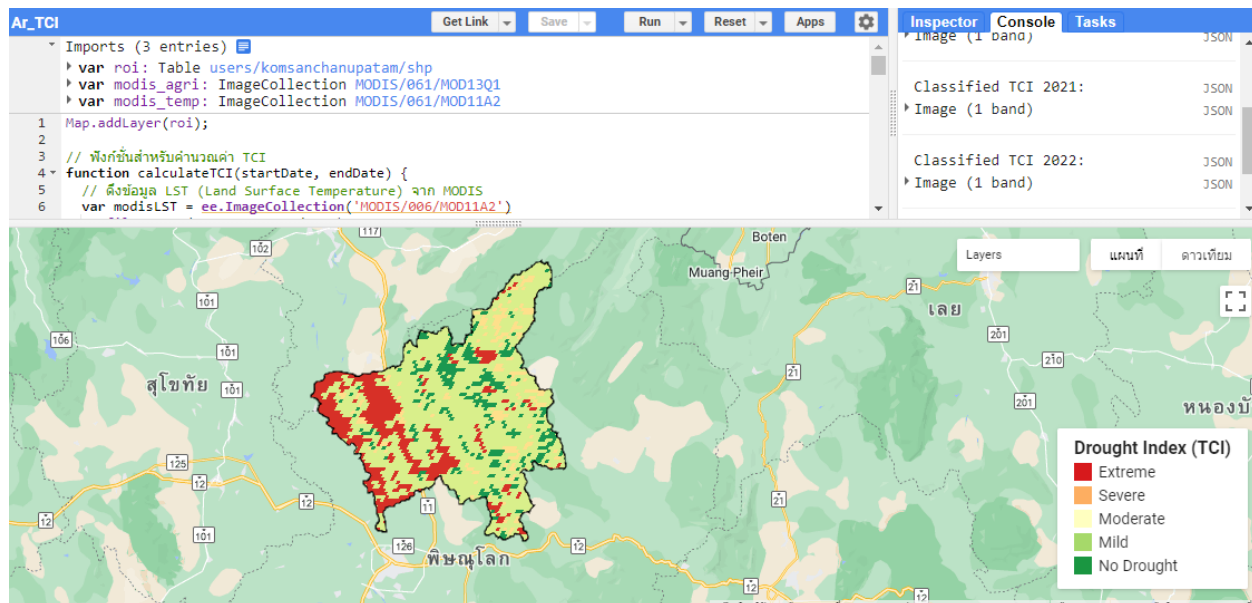 Ar_TCI
Get Link
Save
Run
Reset
Apps
Inspector
Console
Tasks
Imports (3 entries)
var roi: Table users/komsanchanupatam/shp
var modis_agri: ImageCollection MODIS/061/MOD13Q1
var modis_temp: ImageCollection MODIS/061/MOD11A2
1 Map.addLayer(roi);
2
3 // ฟังก์ชั่นสำหรับคำนวณค่า TCI
4 function calculateTCI(startDate, endDate) {
5 // ดึงข้อมูล LST (Land Surface Temperature) จาก MODIS
6 var modisLST = ee.ImageCollection('MODIS/006/MOD11A2')
Image (1 band) JSON
Classified TCI 2021: JSON
Image (1 band) JSON
Classified TCI 2022: JSON
Image (1 band) JSON
Layers
แผนที่
ดาวเทียม
117
102
Boten
Muang Pheir
101
21
เลย
106
101
201
210
สุโขทัย
101
21
201
หนองบั
125
12
12
11
21
12
101
126
12
พิษณุโลก
12
12
Drought Index (TCI)
Extreme
Severe
Moderate
Mild
No Drought